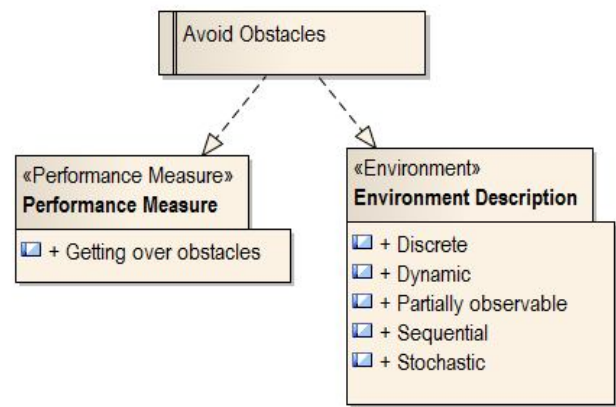 Avoid Obstacles
«Performance Measure»
Performance Measure
+ Getting over obstacles
«Environment»
Environment Description
+ Discrete
+ Dynamic
+ Partially observable
+ Sequential
+ Stochastic